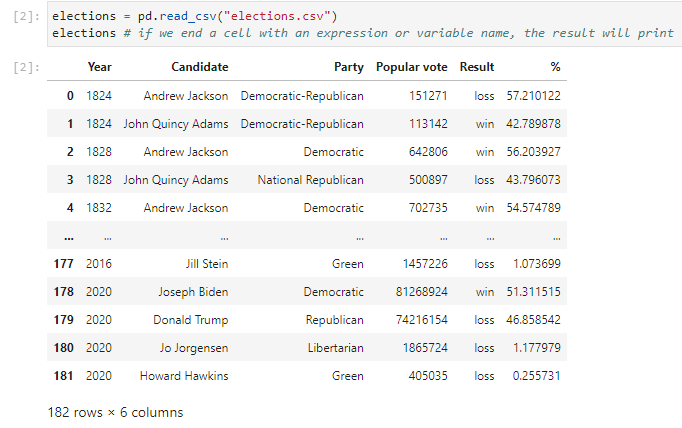 [2]: elections = pd.read_csv("elections.csv")
elections # if we end a cell with an expression or variable name, the result will print
[2]: Year Candidate Party Popular vote Result %
0 1824 Andrew Jackson Democratic-Republican 151271 loss 57.210122
1 1824 John Quincy Adams Democratic-Republican 113142 win 42.789878
2 1828 Andrew Jackson Democratic 642806 win 56.203927
3 1828 John Quincy Adams National Republican 500897 loss 43.796073
4 1832 Andrew Jackson Democratic 702735 win 54.574789
... ... ... ... ... ... ...
177 2016 Jill Stein Green 1457226 loss 1.073699
178 2020 Joseph Biden Democratic 81268924 win 51.311515
179 2020 Donald Trump Republican 74216154 loss 46.858542
180 2020 Jo Jorgensen Libertarian 1865724 loss 1.177979
181 2020 Howard Hawkins Green 405035 loss 0.255731
182 rows × 6 columns